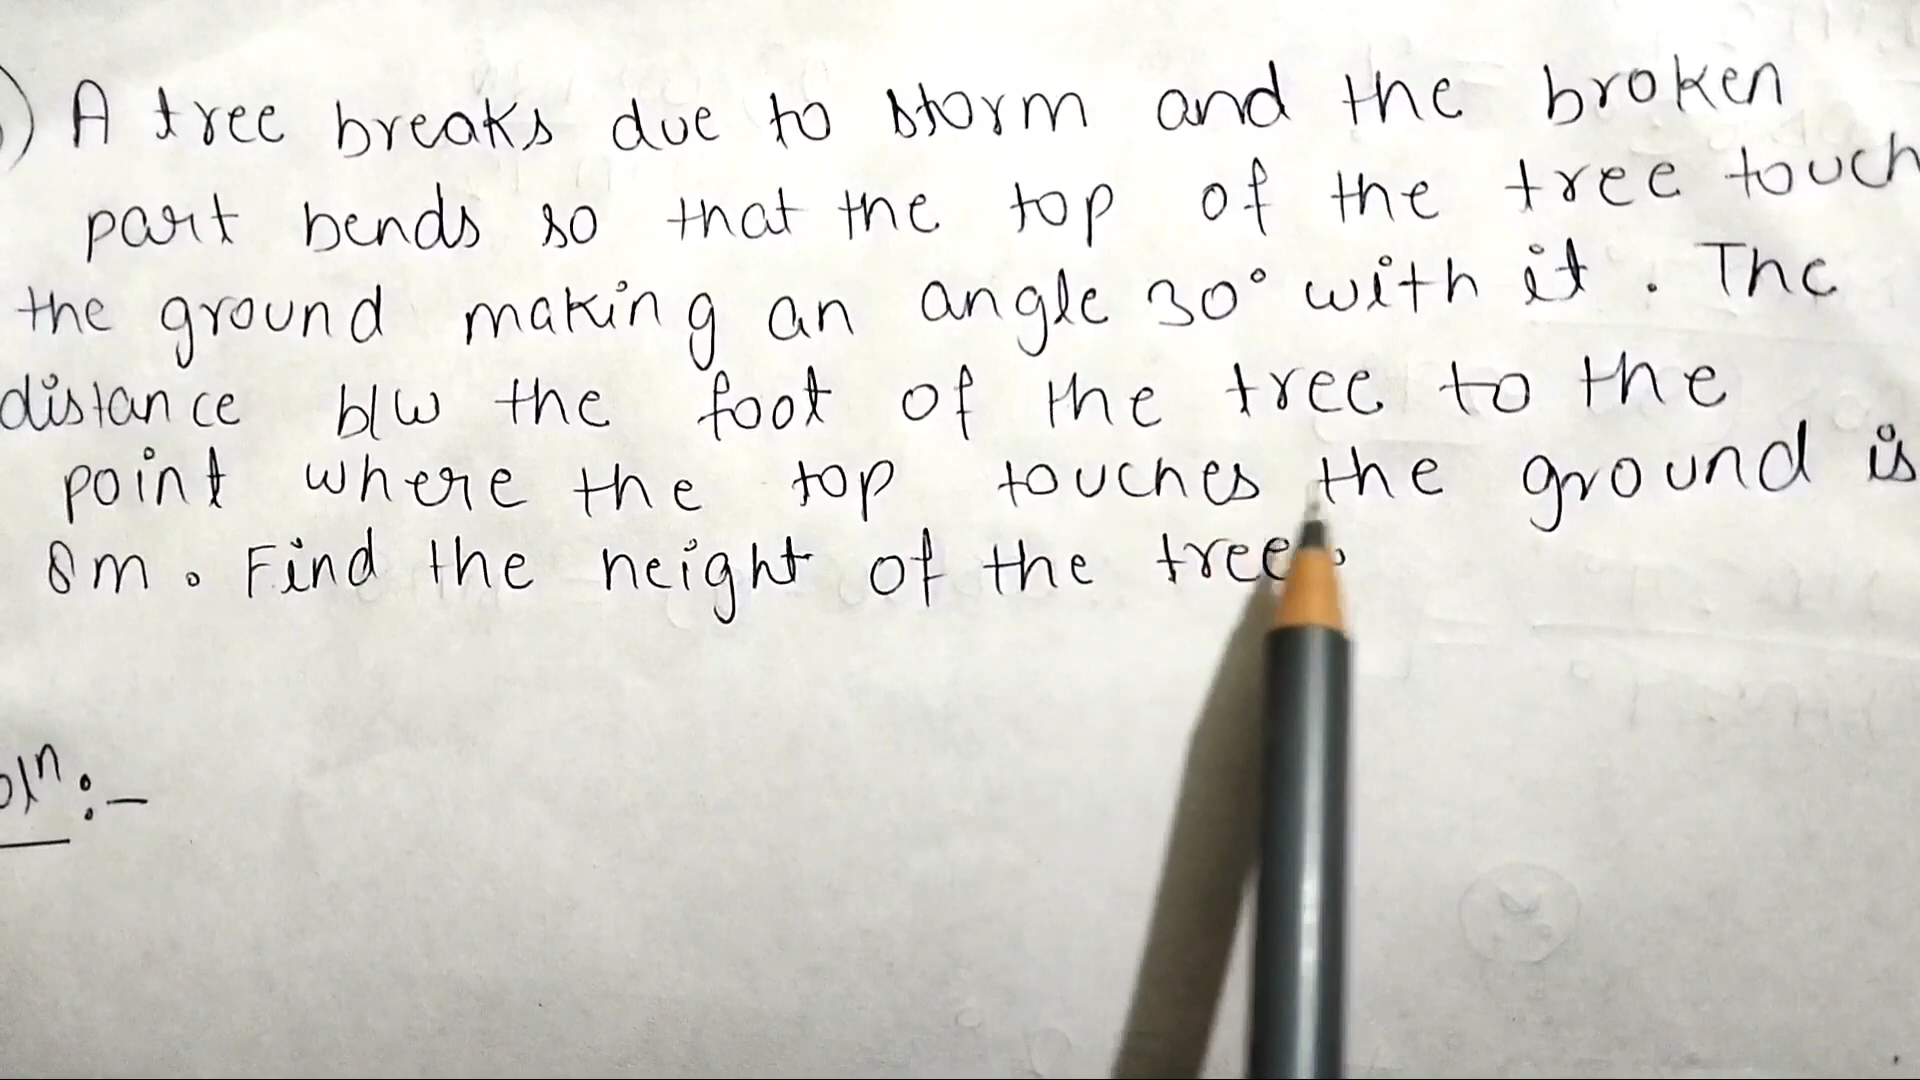 ) A tree breaks due to storm and the broken
part bends so that the top of the tree touch
the ground making an angle 30° with it. The
distance b/w the foot of the tree to the
point where the top touches the ground is
8m. Find the height of the tree.
olⁿ:-